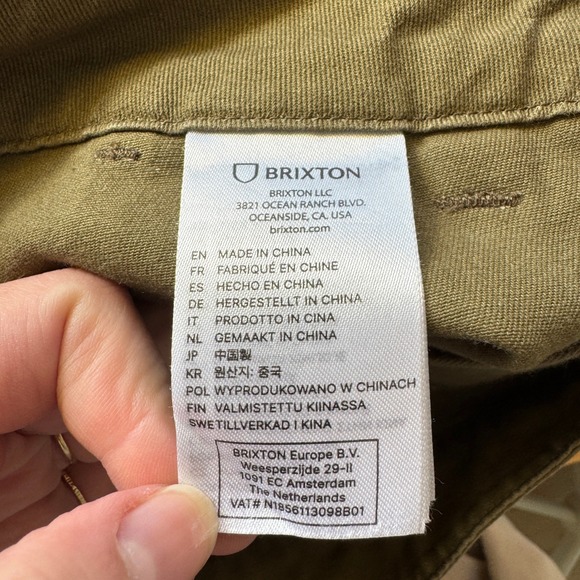 BRIXTON
BRIXTON LLC
3821 OCEAN RANCH BLVD.
OCEANSIDE, CA. USA
brixton.com
EN MADE IN CHINA
FR FABRIQUÉ EN CHINE
ES HECHO EN CHINA
DE HERGESTELLT IN CHINA
IT PRODOTTO IN CINA
NL GEMAAKT IN CHINA
JP 中国製
KR 원산지: 중국
POL WYPRODUKOWANO W CHINACH
FIN VALMISTETTU KIINASSA
SWE TILLVERKAD I KINA
BRIXTON Europe B.V.
Weesperzijde 29-II
1091 EC Amsterdam
The Netherlands
VAT# N1856113098B01